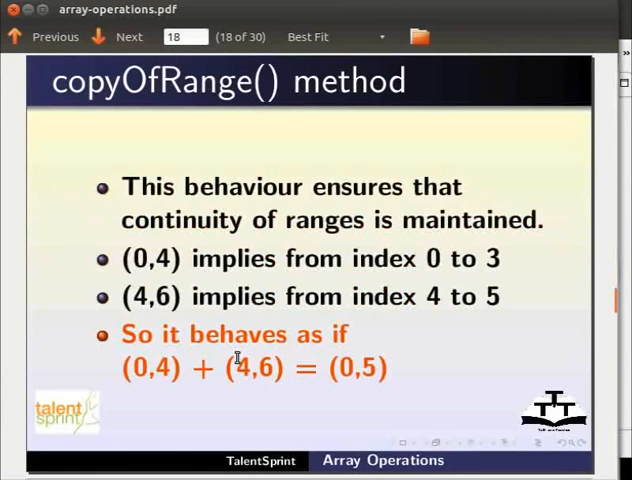 array-operations.pdf
Previous Next 18 (18 of 30) Best Fit
copyOfRange() method
This behaviour ensures that
continuity of ranges is maintained.
(0,4) implies from index 0 to 3
(4,6) implies from index 4 to 5
So it behaves as if
(0,4) + (4,6) = (0,5)
talent
sprint
TalentSprint Array Operations